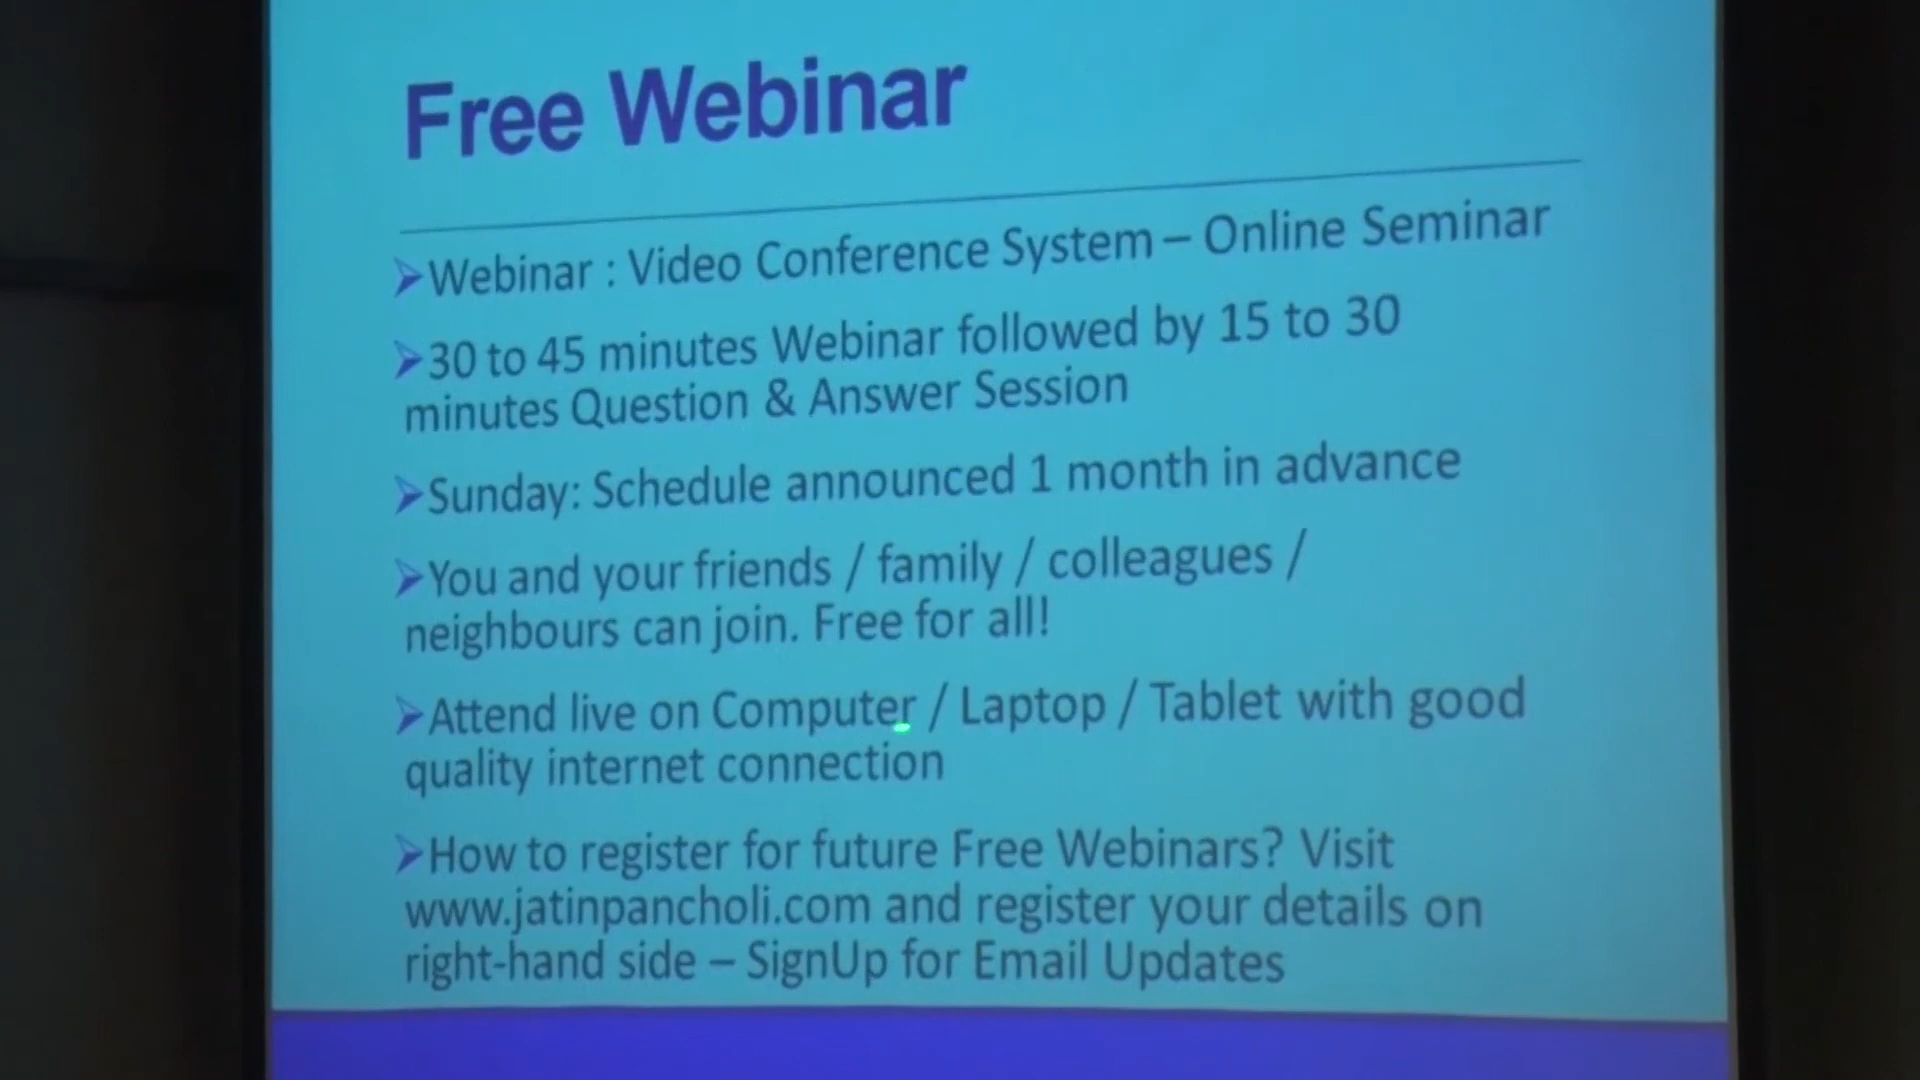 Free Webinar
➢Webinar : Video Conference System – Online Seminar
➢30 to 45 minutes Webinar followed by 15 to 30
minutes Question & Answer Session
➢Sunday: Schedule announced 1 month in advance
➢You and your friends / family / colleagues /
neighbours can join. Free for all!
➢Attend live on Computer / Laptop / Tablet with good
quality internet connection
➢How to register for future Free Webinars? Visit
www.jatinpancholi.com and register your details on
right-hand side – SignUp for Email Updates